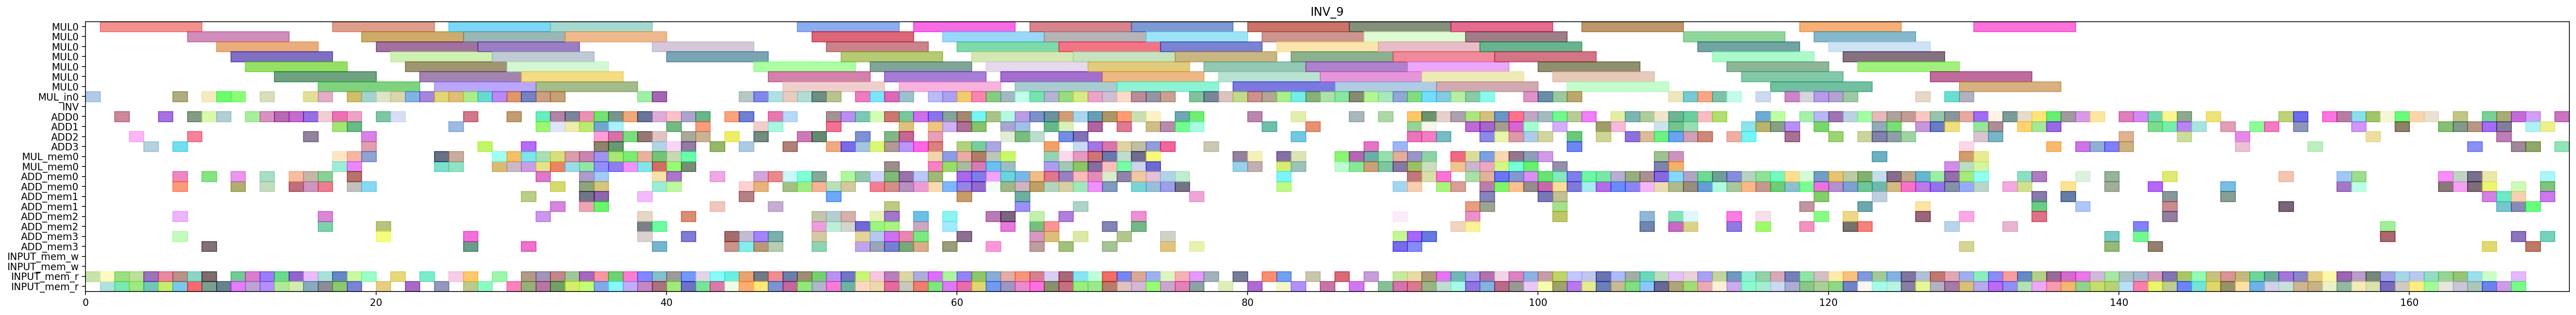 INV_9
MUL0
MUL0
MUL0
MUL0
MUL0
MUL0
MUL0
MUL_in0
INV
ADD0
ADD1
ADD2
ADD3
MUL_mem0
MUL_mem0
ADD_mem0
ADD_mem0
ADD_mem1
ADD_mem1
ADD_mem2
ADD_mem2
ADD_mem3
ADD_mem3
INPUT_mem_w
INPUT_mem_w
INPUT_mem_r
INPUT_mem_r
0 20 40 60 80 100 120 140 160